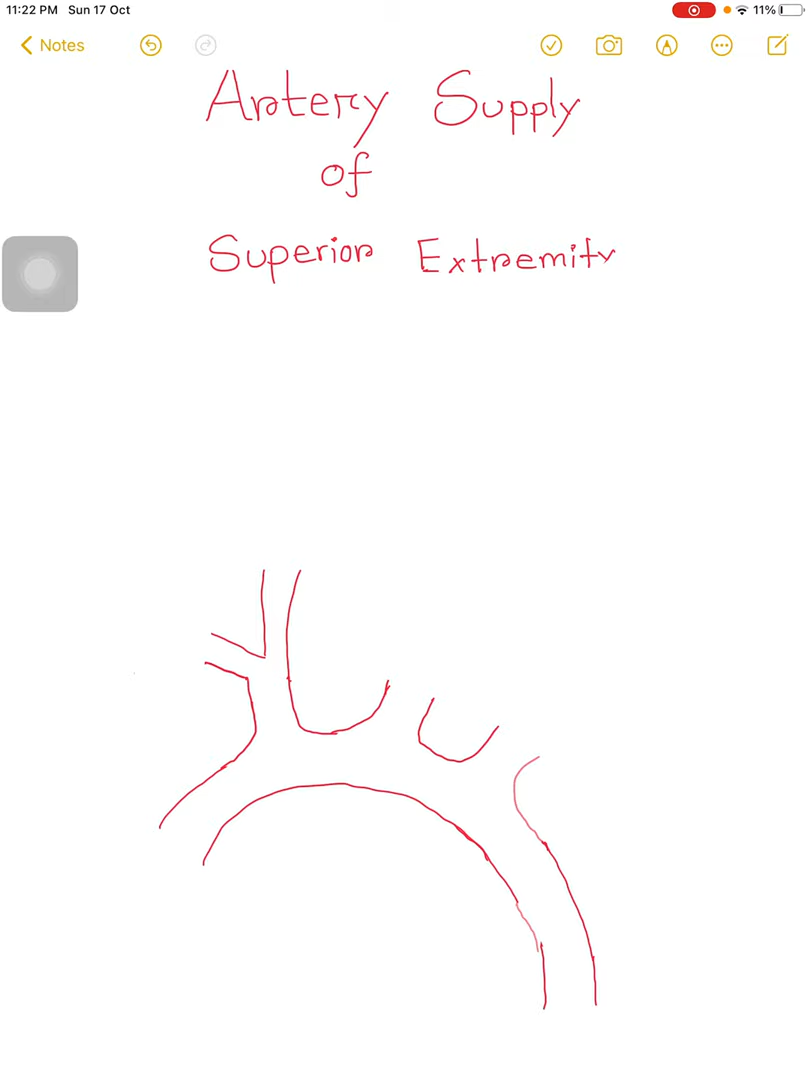 11:22 PM Sun 17 Oct 11%
Notes
Artery Supply
of
Superior Extremity